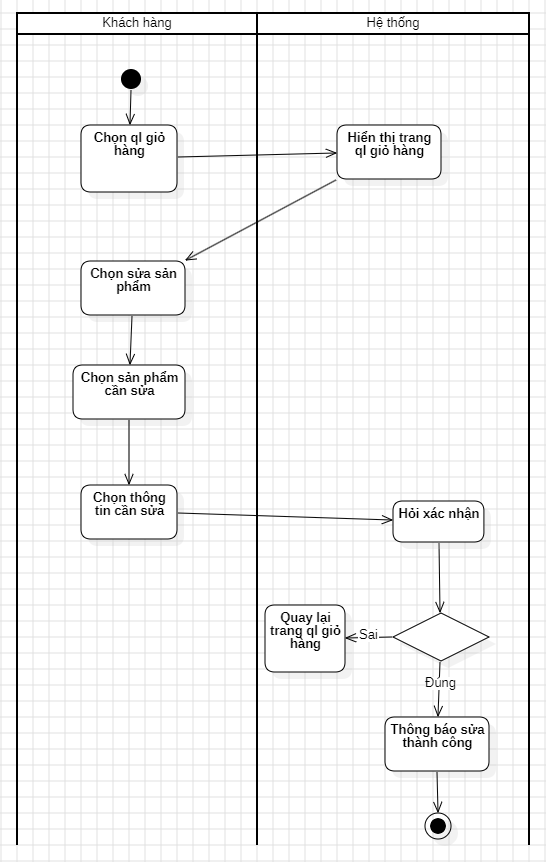 Khách hàng
Hệ thống
Chọn ql giỏ
hàng
Hiển thị trang
ql giỏ hàng
Chọn sửa sản
phẩm
Chọn sản phẩm
cần sửa
Chọn thông
tin cần sửa
Hỏi xác nhận
Quay lại
trang ql giỏ
hàng
Sai
Đúng
Thông báo sửa
thành công